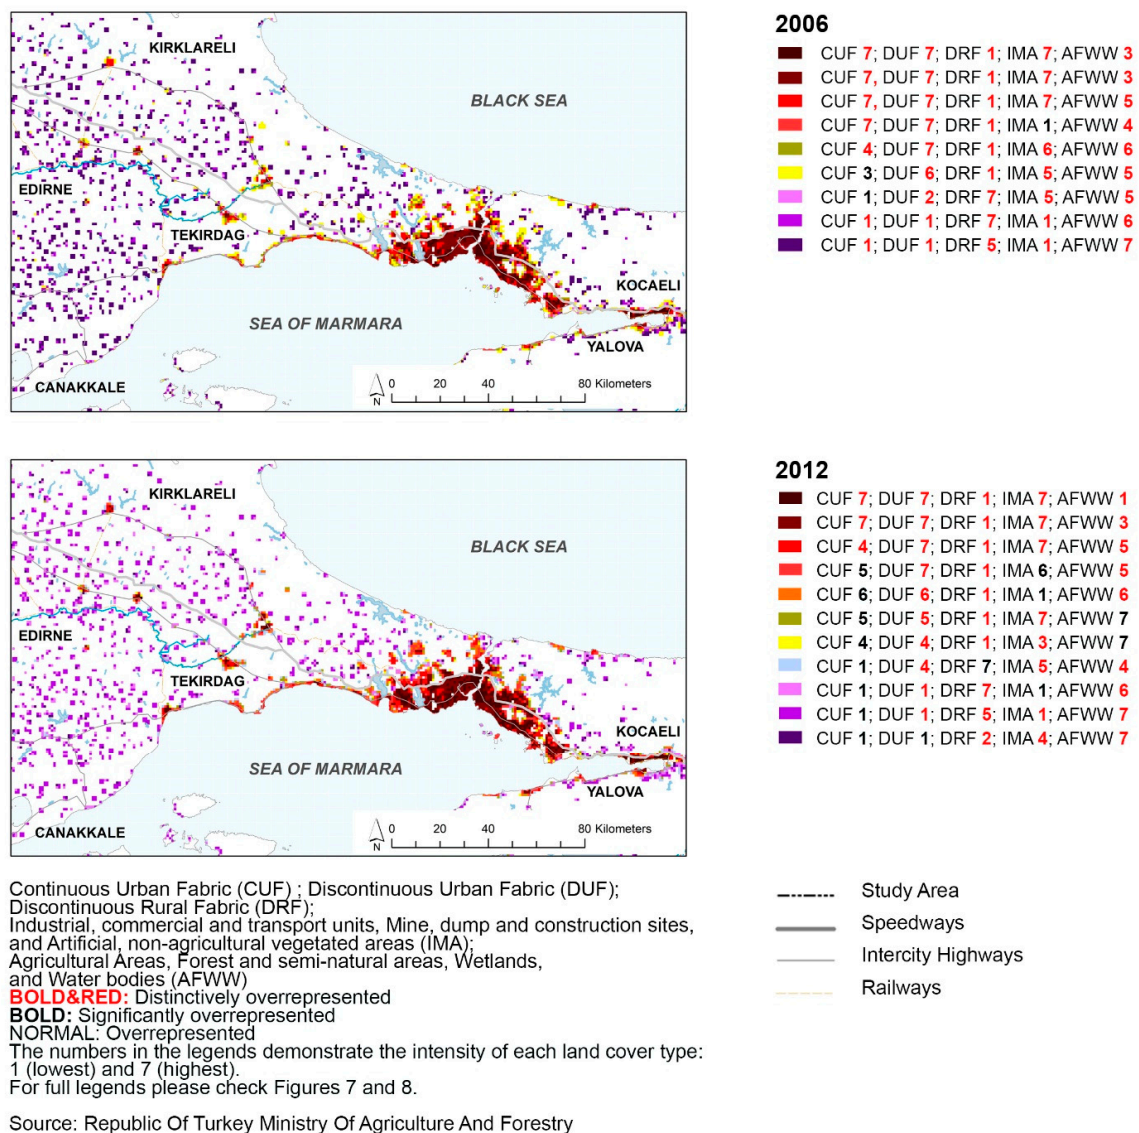 KIRKLARELI
BLACK SEA
EDIRNE
TEKIRDAG
KOCAELI
SEA OF MARMARA
YALOVA
CANAKKALE
N
0 20 40 80 Kilometers
2006
CUF 7; DUF 7; DRF 1; IMA 7; AFWW 3
CUF 7, DUF 7; DRF 1; IMA 7; AFWW 3
CUF 7, DUF 7; DRF 1; IMA 7; AFWW 5
CUF 7; DUF 7; DRF 1; IMA 1; AFWW 4
CUF 4; DUF 7; DRF 1; IMA 6; AFWW 6
CUF 3; DUF 6; DRF 1; IMA 5; AFWW 5
CUF 1; DUF 2; DRF 7; IMA 5; AFWW 5
CUF 1; DUF 1; DRF 7; IMA 1; AFWW 6
CUF 1; DUF 1; DRF 5; IMA 1; AFWW 7
KIRKLARELI
BLACK SEA
EDIRNE
TEKIRDAG
KOCAELI
SEA OF MARMARA
YALOVA
CANAKKALE
N
0 20 40 80 Kilometers
2012
CUF 7; DUF 7; DRF 1; IMA 7; AFWW 1
CUF 7; DUF 7; DRF 1; IMA 7; AFWW 3
CUF 4; DUF 7; DRF 1; IMA 7; AFWW 5
CUF 5; DUF 7; DRF 1; IMA 6; AFWW 5
CUF 6; DUF 6; DRF 1; IMA 1; AFWW 6
CUF 5; DUF 5; DRF 1; IMA 7; AFWW 7
CUF 4; DUF 4; DRF 1; IMA 3; AFWW 7
CUF 1; DUF 4; DRF 7; IMA 5; AFWW 4
CUF 1; DUF 1; DRF 7; IMA 1; AFWW 6
CUF 1; DUF 1; DRF 5; IMA 1; AFWW 7
CUF 1; DUF 1; DRF 2; IMA 4; AFWW 7
Continuous Urban Fabric (CUF) ; Discontinuous Urban Fabric (DUF);
Discontinuous Rural Fabric (DRF);
Industrial, commercial and transport units, Mine, dump and construction sites,
and Artificial, non-agricultural vegetated areas (IMA);
Agricultural Areas, Forest and semi-natural areas, Wetlands,
and Water bodies (AFWW)
BOLD&RED: Distinctively overrepresented
BOLD: Significantly overrepresented
NORMAL: Overrepresented
The numbers in the legends demonstrate the intensity of each land cover type:
1 (lowest) and 7 (highest).
For full legends please check Figures 7 and 8.
Source: Republic Of Turkey Ministry Of Agriculture And Forestry
Study Area
Speedways
Intercity Highways
Railways